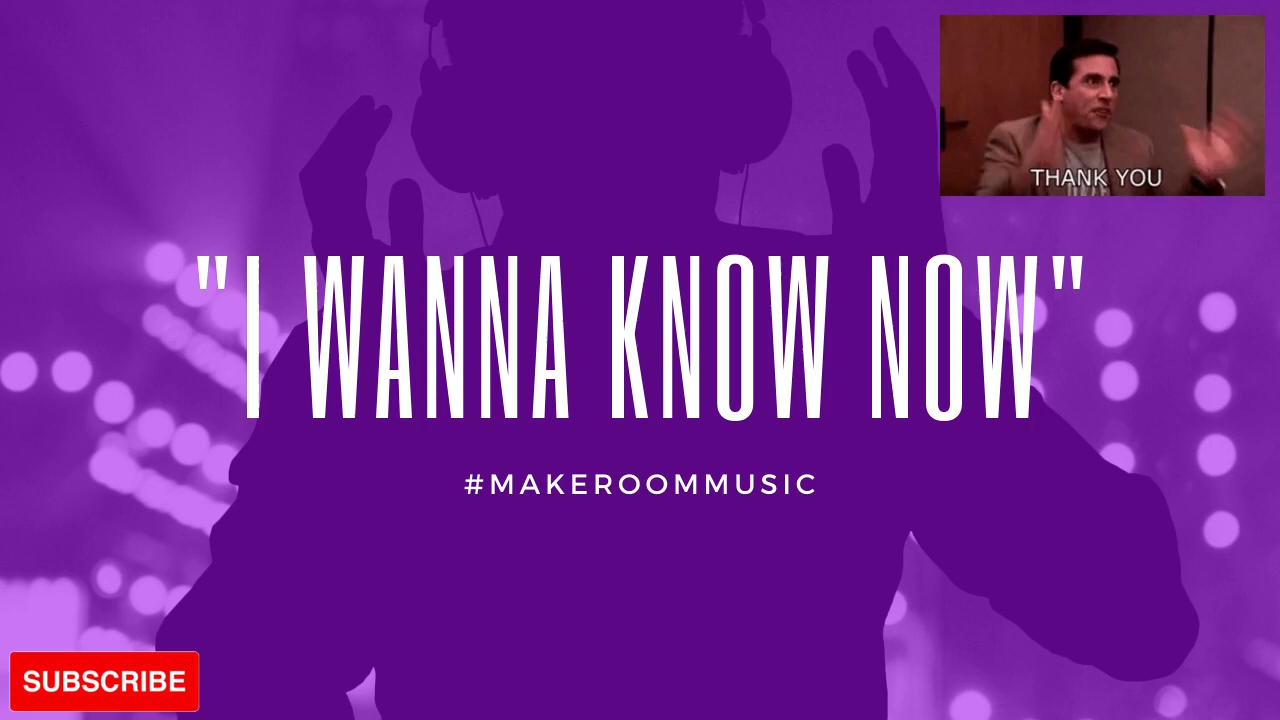 THANK YOU
"I WANNA KNOW NOW"
#MAKEROOMMUSIC
SUBSCRIBE